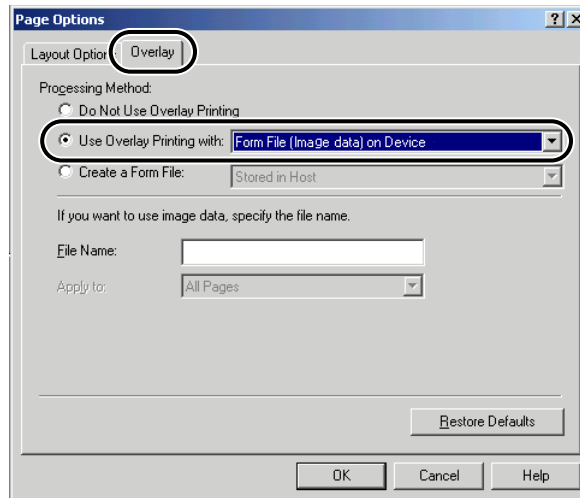 Page Options
Layout Options
Overlay
Processing Method:
Do Not Use Overlay Printing
Use Overlay Printing with:
Form File (Image data) on Device
Create a Form File:
Stored in Host
If you want to use image data, specify the file name.
File Name:
Apply to:
All Pages
Restore Defaults
OK
Cancel
Help